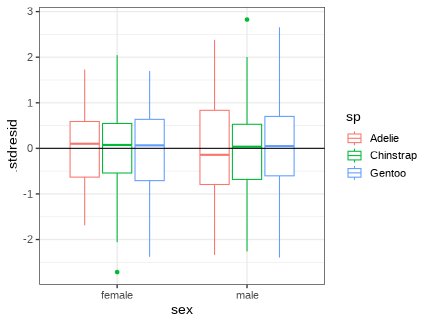 3
2
1
0
-1
-2
.stdresid
female
male
sex
sp
Adelie
Chinstrap
Gentoo